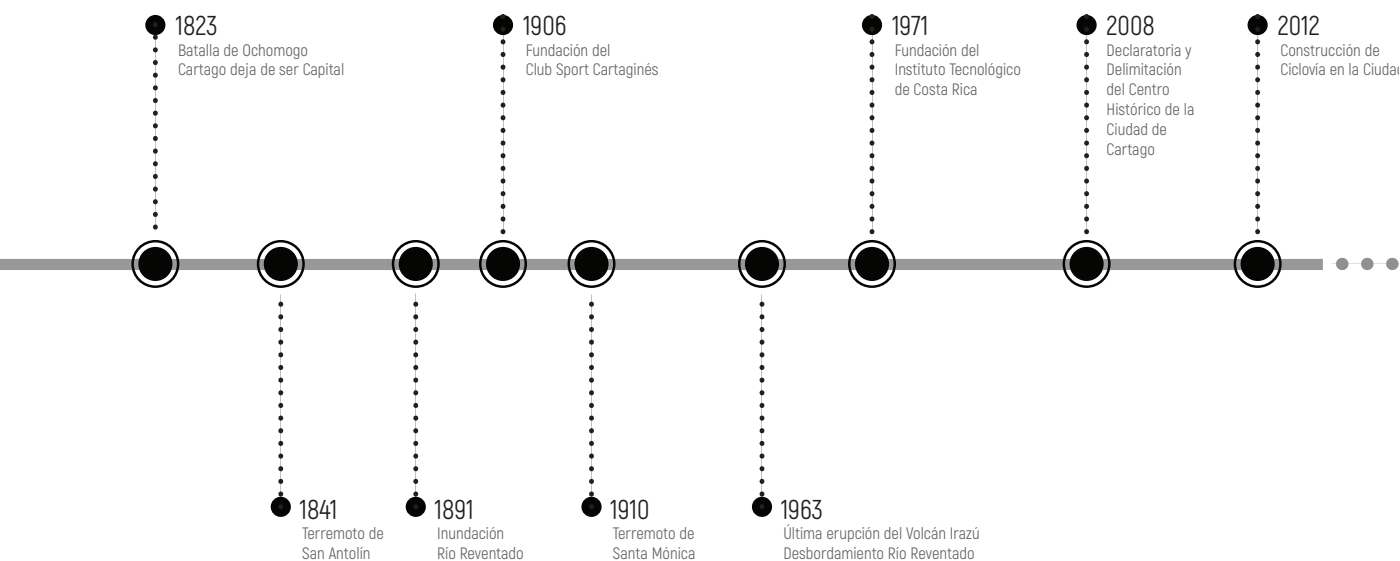 1823
Batalla de Ochomogo
Cartago deja de ser Capital
1906
Fundación del
Club Sport Cartaginés
1971
Fundación del
Instituto Tecnológico
de Costa Rica
2008
Declaratoria y
Delimitación
del Centro
Histórico de la
Ciudad de
Cartago
2012
Construcción de
Ciclovía en la
1841
Terremoto de
San Antolín
1891
Inundación
Río Reventado
1910
Terremoto de
Santa Mónica
1963
Última erupción del Volcán Irazú
Desbordamiento Río Reventado